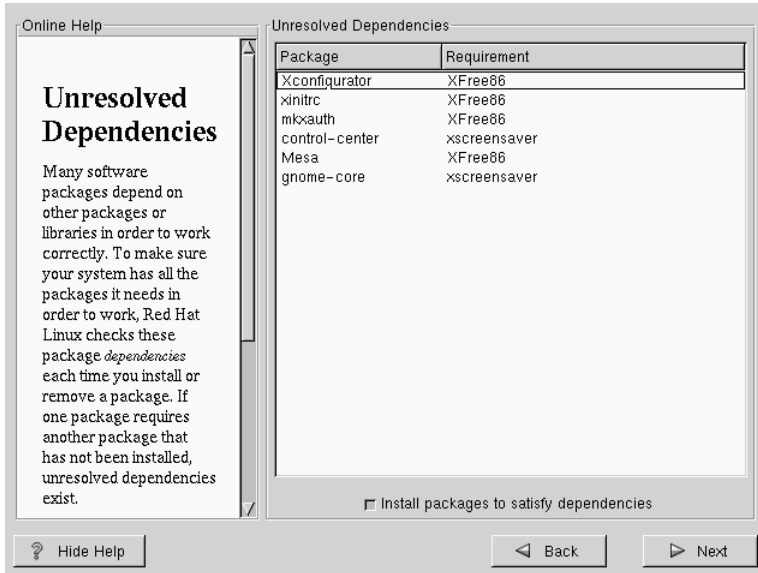 Online Help
Unresolved
Dependencies
Many software
packages depend on
other packages or
libraries in order to work
correctly. To make sure
your system has all the
packages it needs in
order to work, Red Hat
Linux checks these
package dependencies
each time you install or
remove a package. If
one package requires
another package that
has not been installed,
unresolved dependencies
exist.
Unresolved Dependencies
Package Requirement
Xconfigurator XFree86
xinitrc XFree86
mkxauth XFree86
control-center xscreensaver
Mesa XFree86
gnome-core xscreensaver
Install packages to satisfy dependencies
? Hide Help
Back
Next